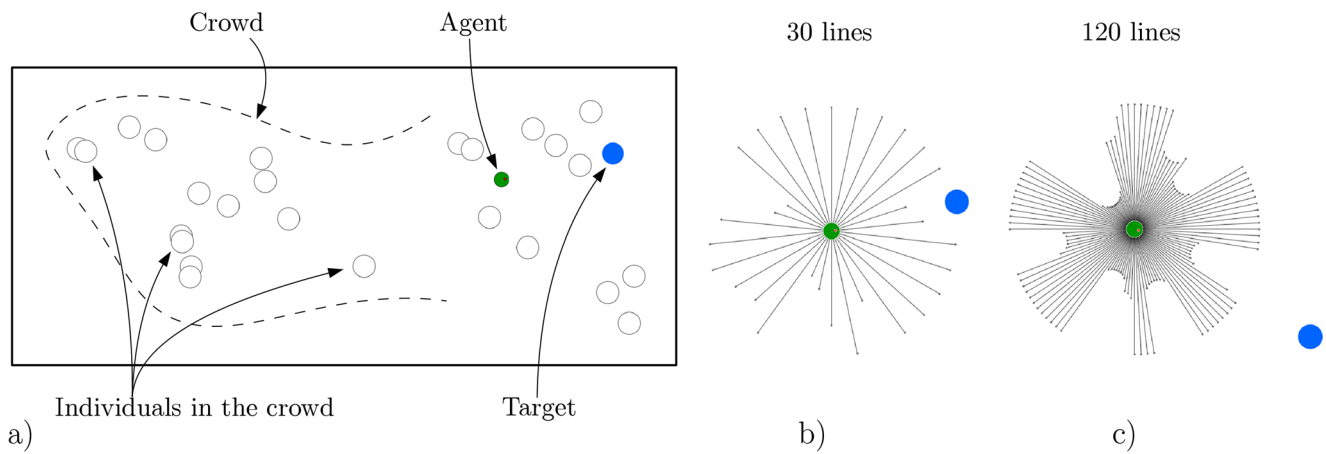 Crowd
Agent
30 lines
120 lines
Individuals in the crowd
Target
a)
b)
c)